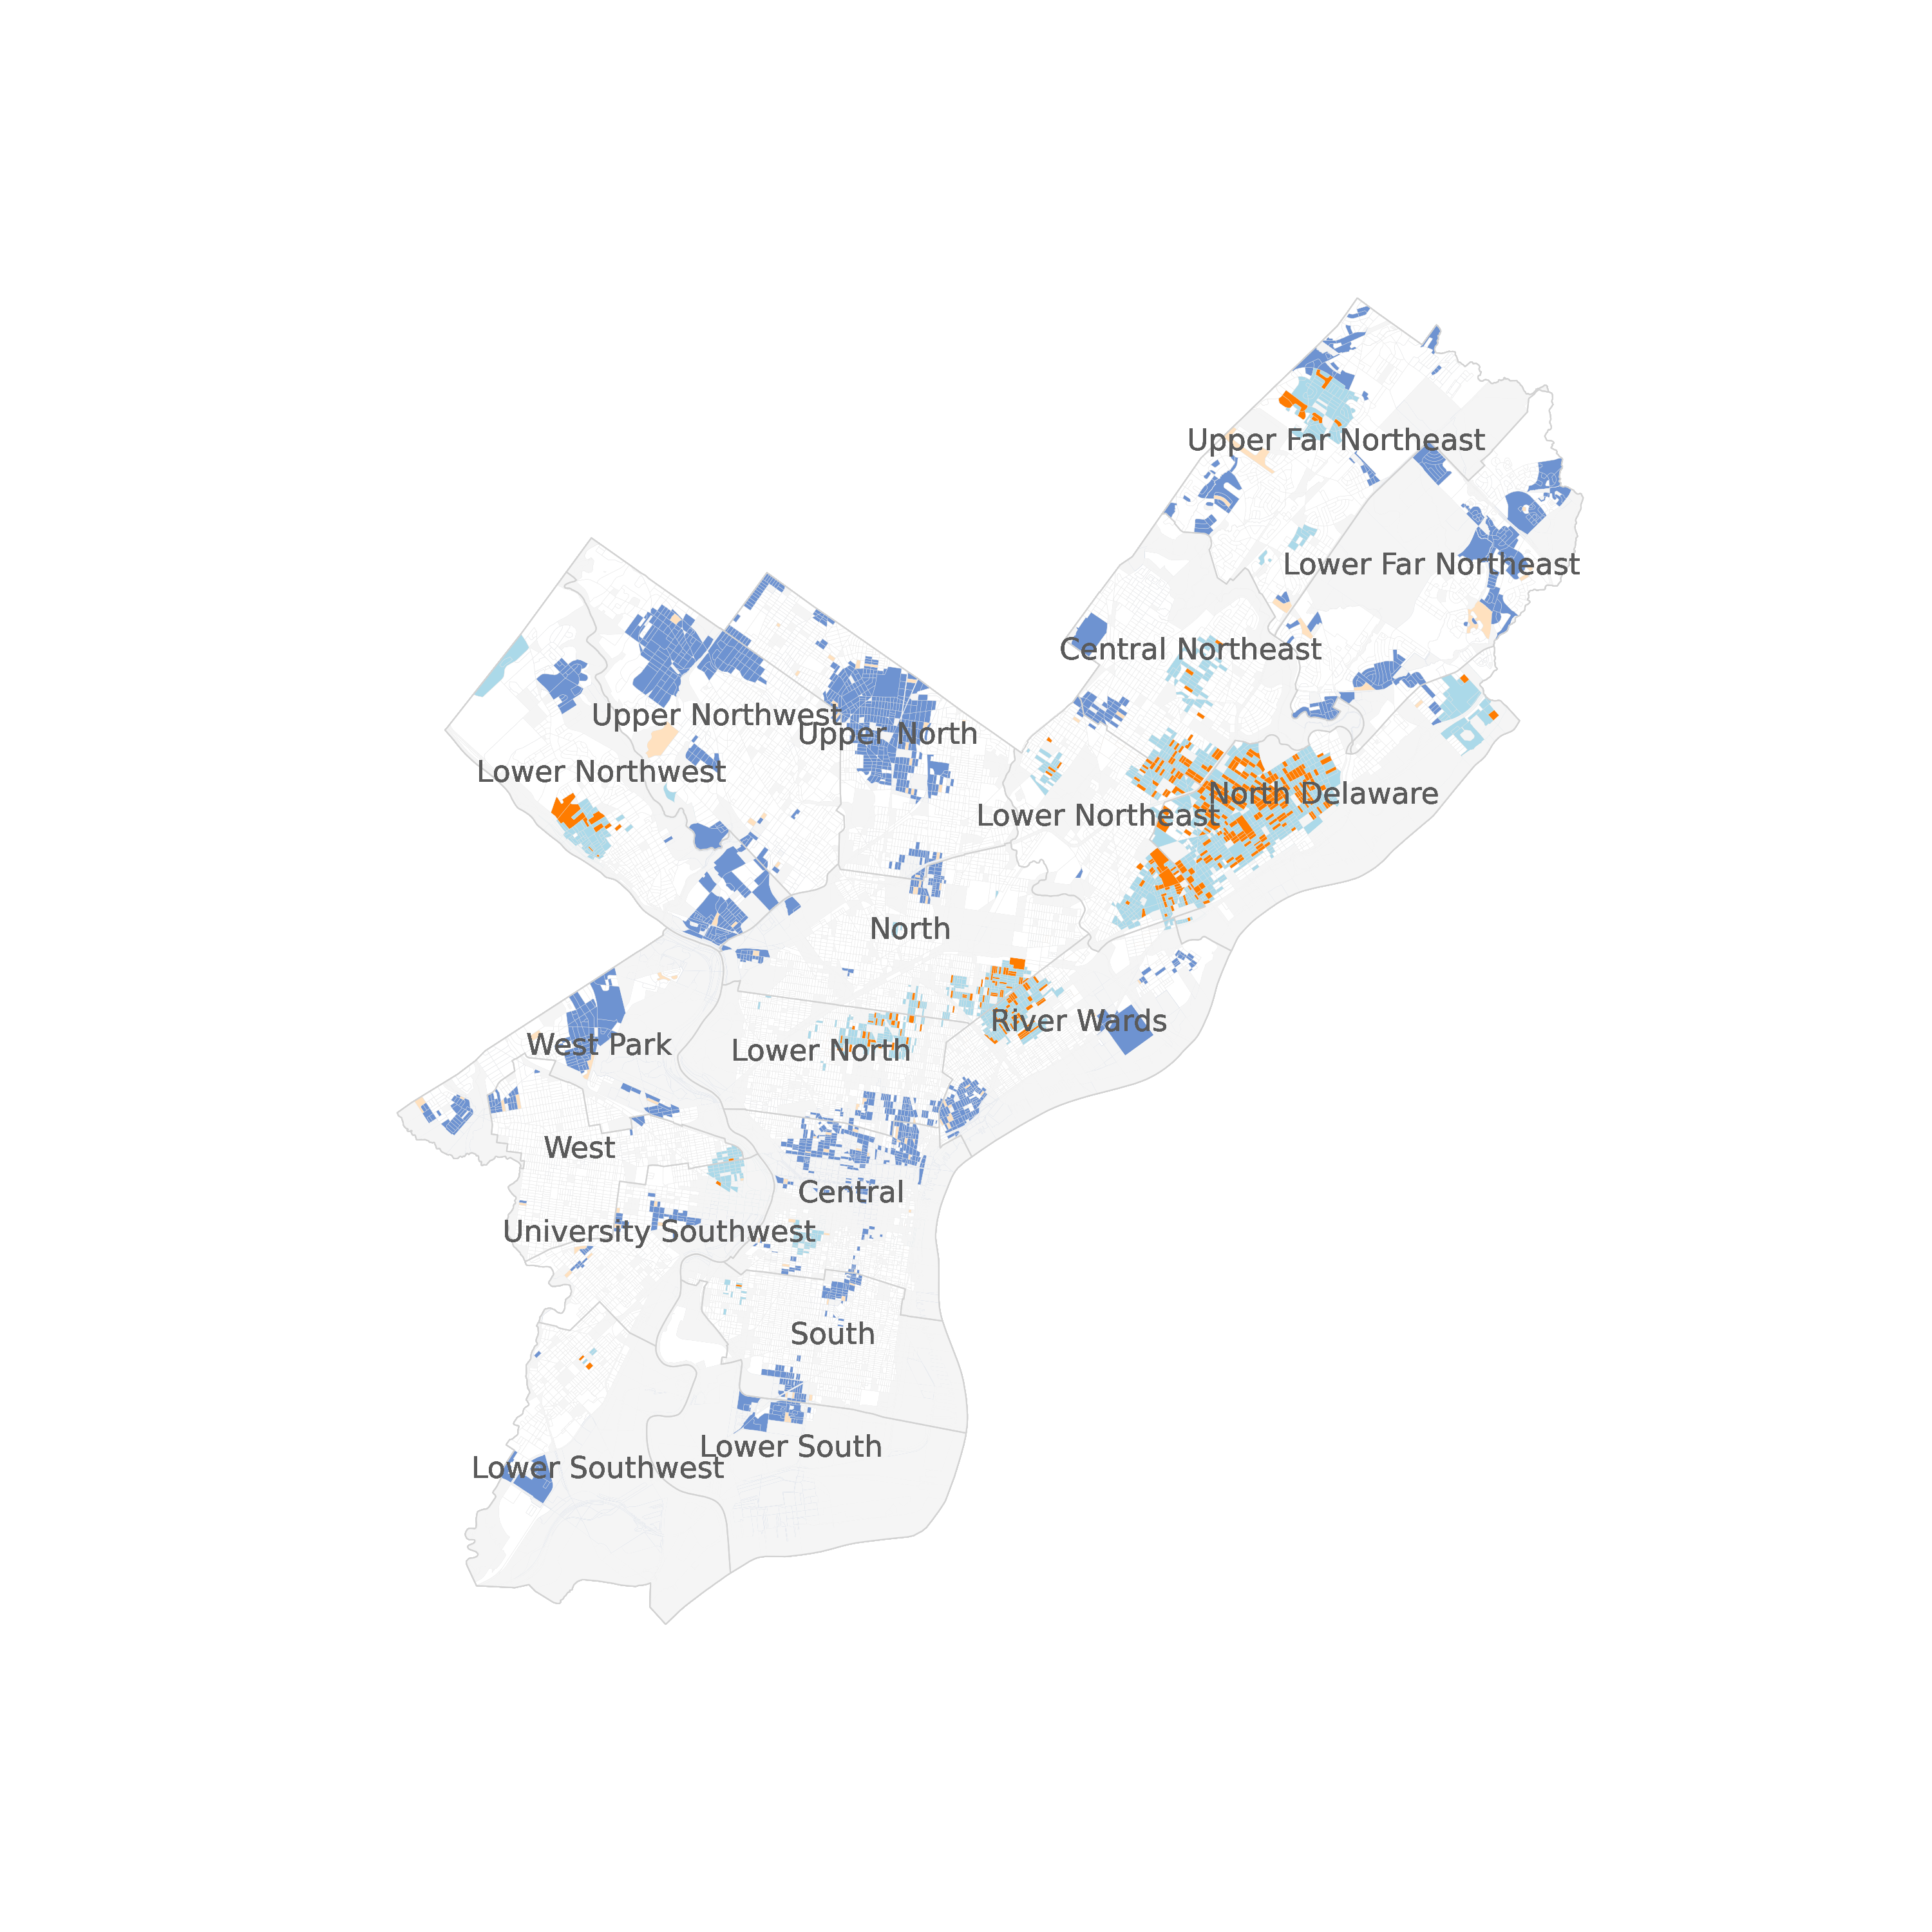 Upper Far Northeast
Lower Far Northeast
Central Northeast
Upper Northwest
Upper North
Lower Northwest
North Delaware
Lower Northeast
North
River Wards
West Park
Lower North
West
Central
University Southwest
South
Lower South
Lower Southwest